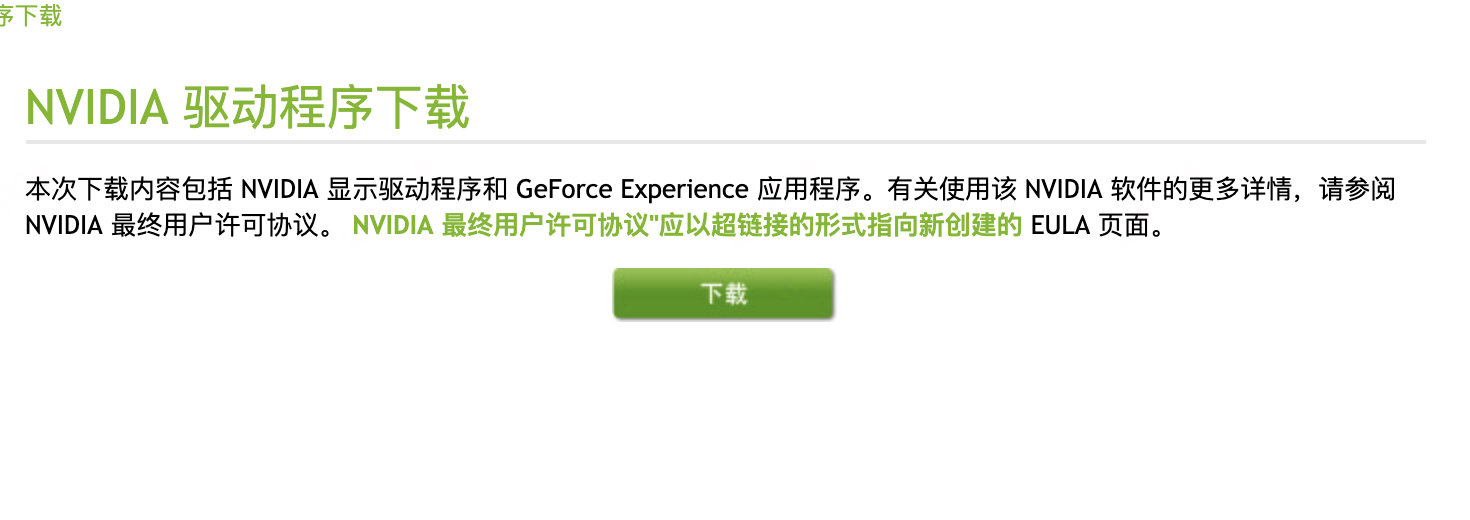 序下载
NVIDIA 驱动程序下载
本次下载内容包括 NVIDIA 显示驱动程序和 GeForce Experience 应用程序。有关使用该 NVIDIA 软件的更多详情，请参阅
NVIDIA 最终用户许可协议。 NVIDIA 最终用户许可协议"应以超链接的形式指向新创建的 EULA 页面。
下载